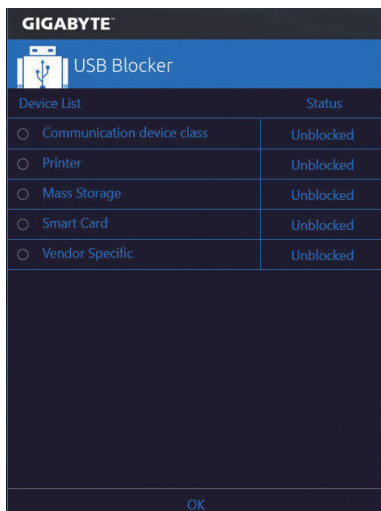 GIGABYTE™
USB Blocker
Device List Status
Communication device class Unblocked
Printer Unblocked
Mass Storage Unblocked
Smart Card Unblocked
Vendor Specific Unblocked
OK